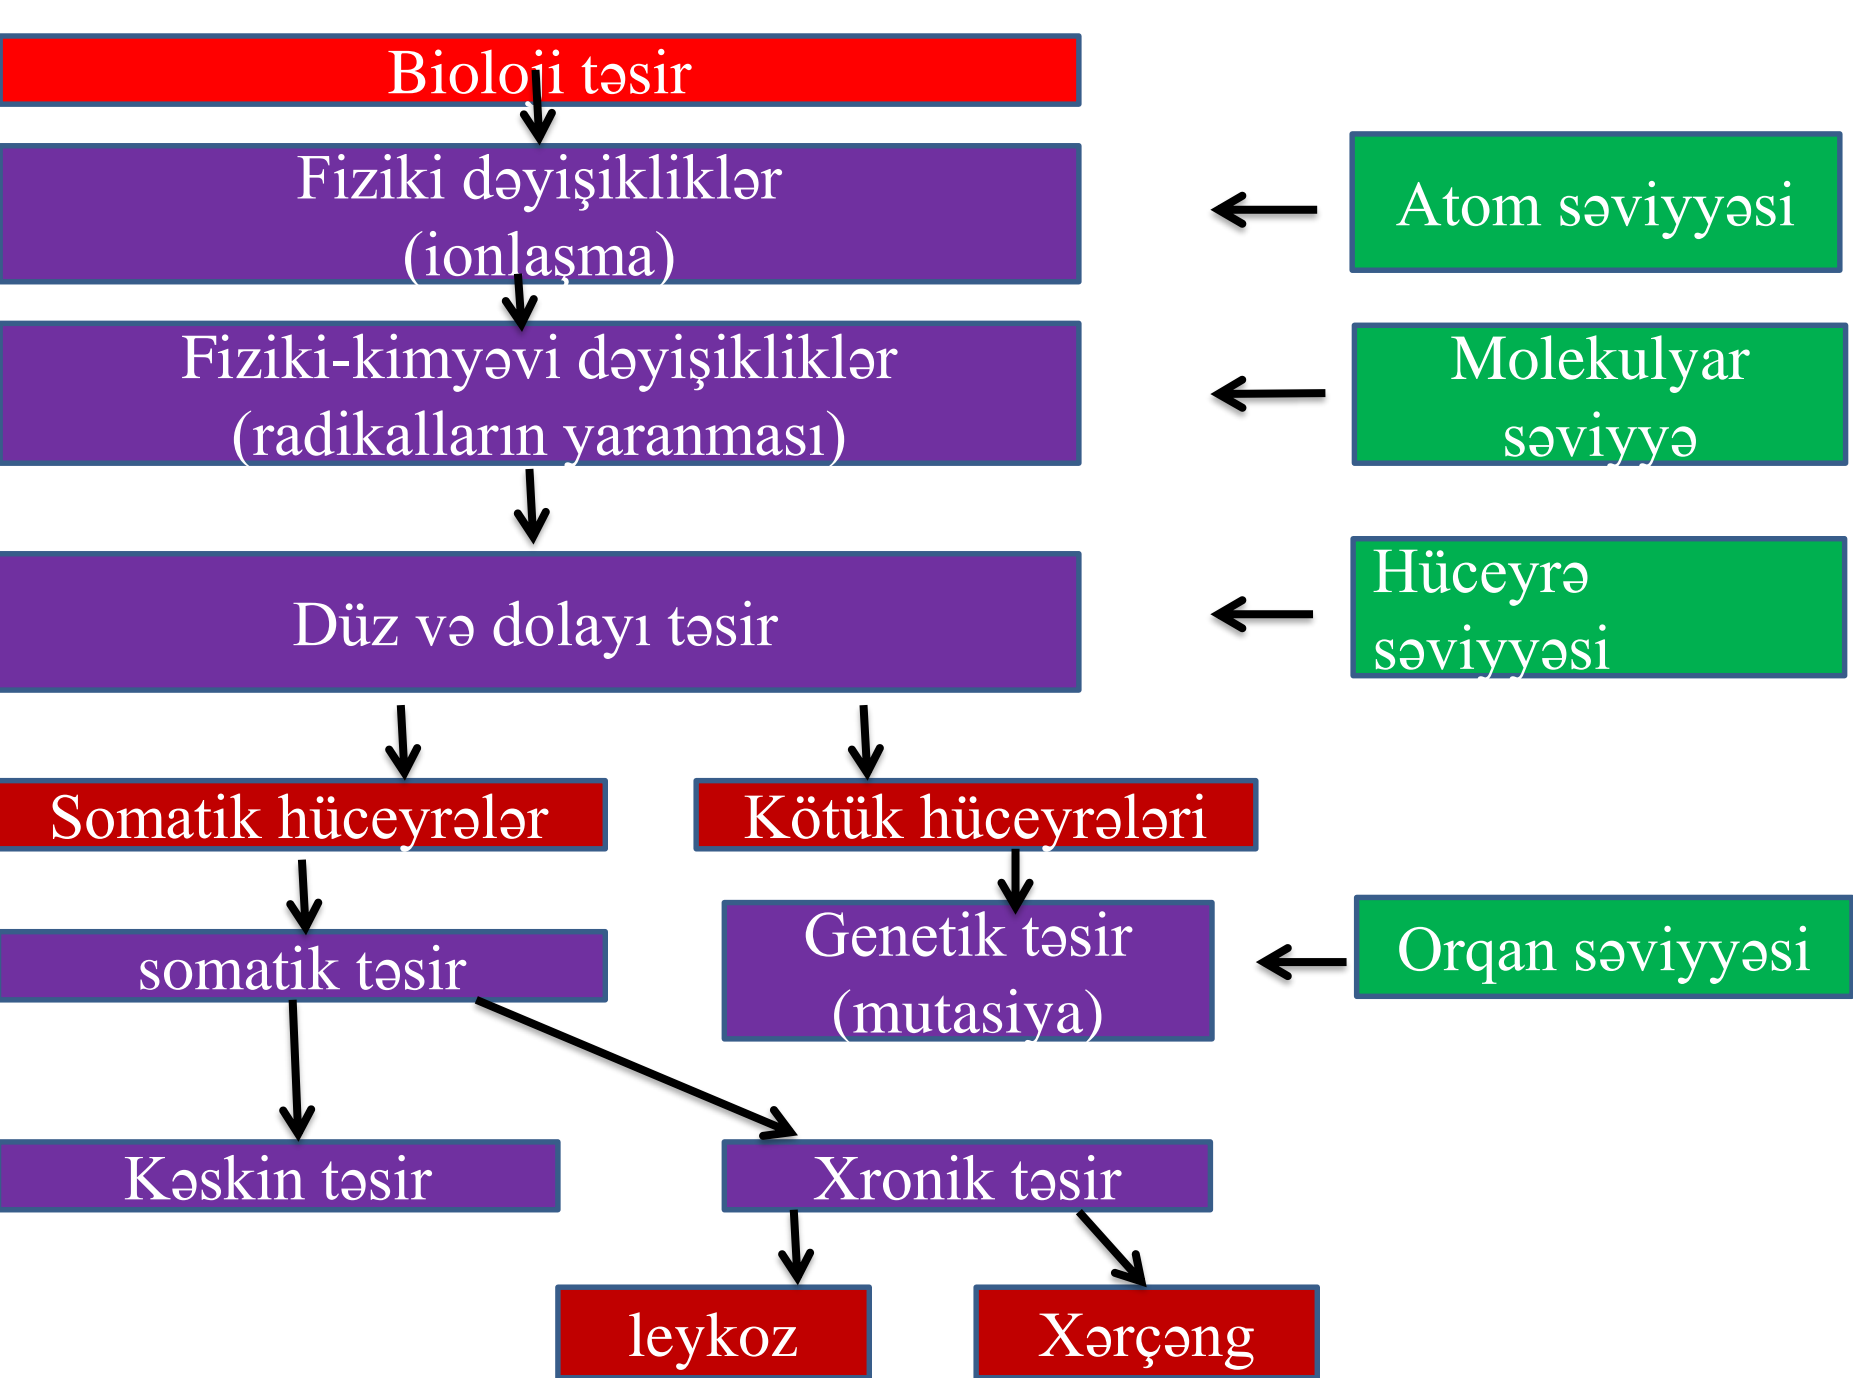 Bioloji təsir
Fiziki dəyişikliklər
(ionlaşma)
Atom səviyyəsi
Fiziki-kimyəvi dəyişikliklər
(radikalların yaranması)
Molekulyar
səviyyə
Düz və dolayı təsir
Hüceyrə
səviyyəsi
Somatik hüceyrələr
Kötük hüceyrələri
somatik təsir
Genetik təsir
(mutasiya)
Orqan səviyyəsi
Kəskin təsir
Xronik təsir
leykoz
Xərçəng